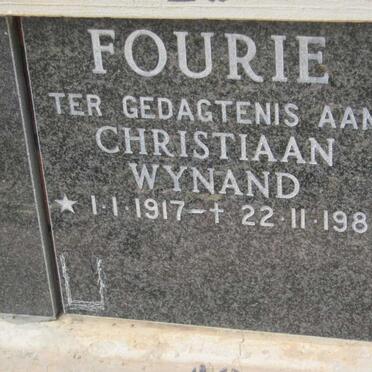 FOURIE
TER GEDAGTENIS AAN
CHRISTIAAN
WYNAND
★ 1·1·1917 – † 22·11·198